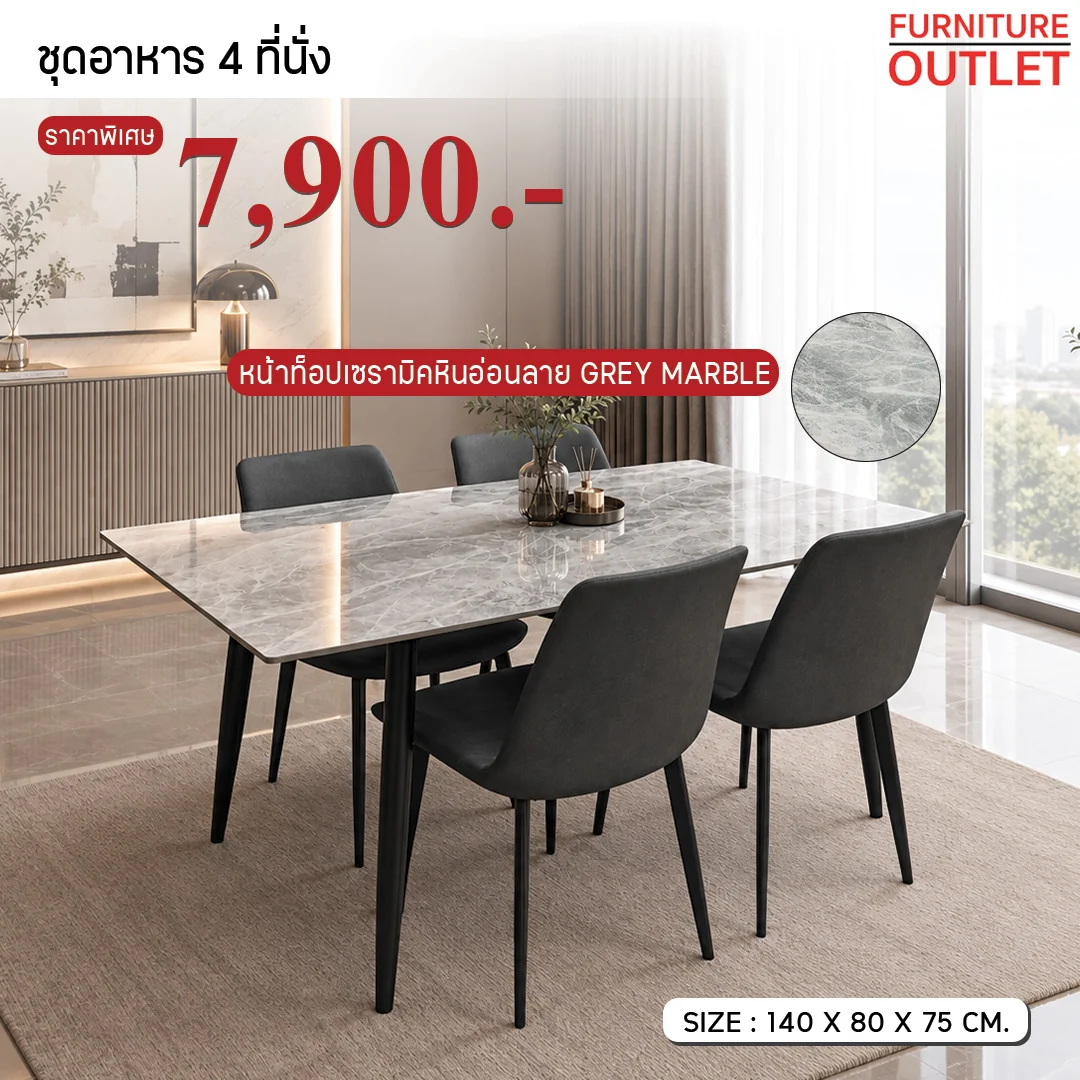 ชุดอาหาร 4 ที่นั่ง
FURNITURE
OUTLET
ราคาพิเศษ
7,900.-
หน้าท็อปเซรามิคหินอ่อนลาย GREY MARBLE
SIZE : 140 X 80 X 75 CM.